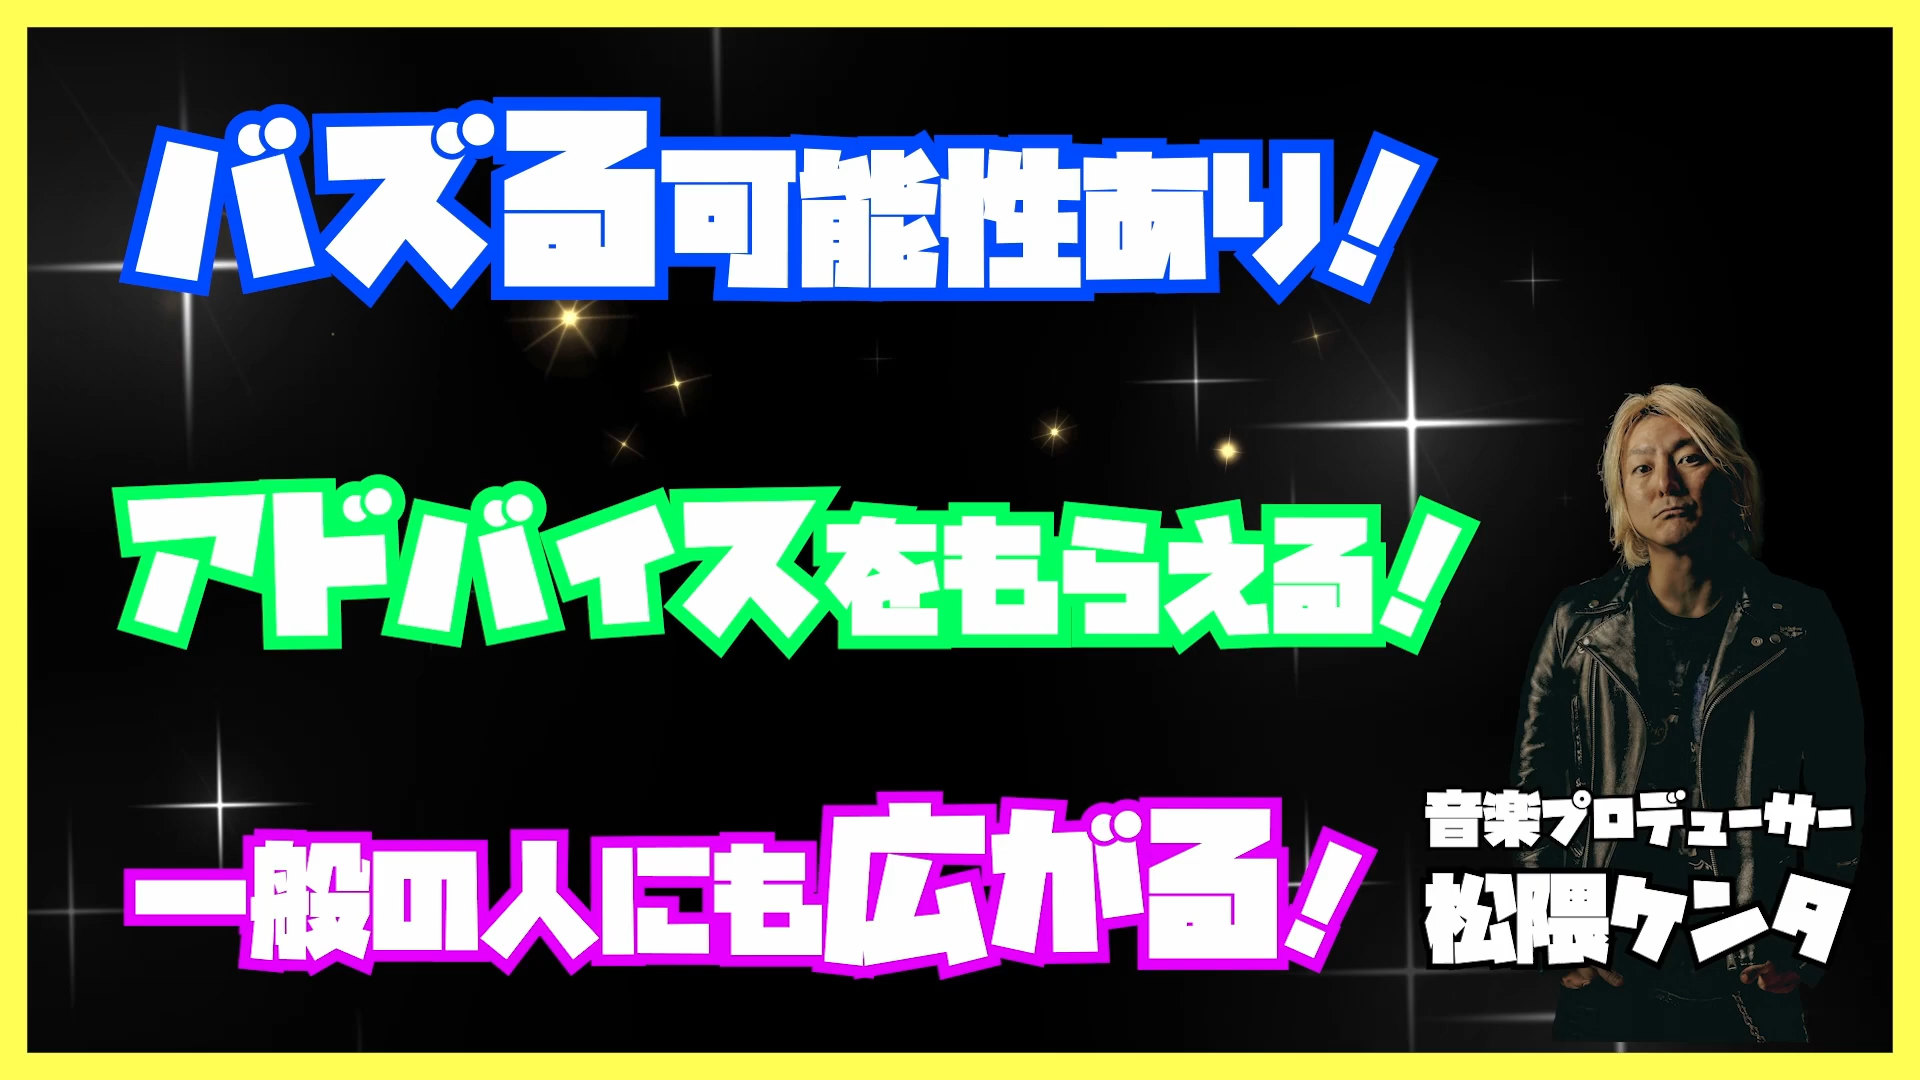 バズる可能性あり!
アドバイスをもらえる!
一般の人にも広がる!
音楽プロデューサー
松隈ケンタ